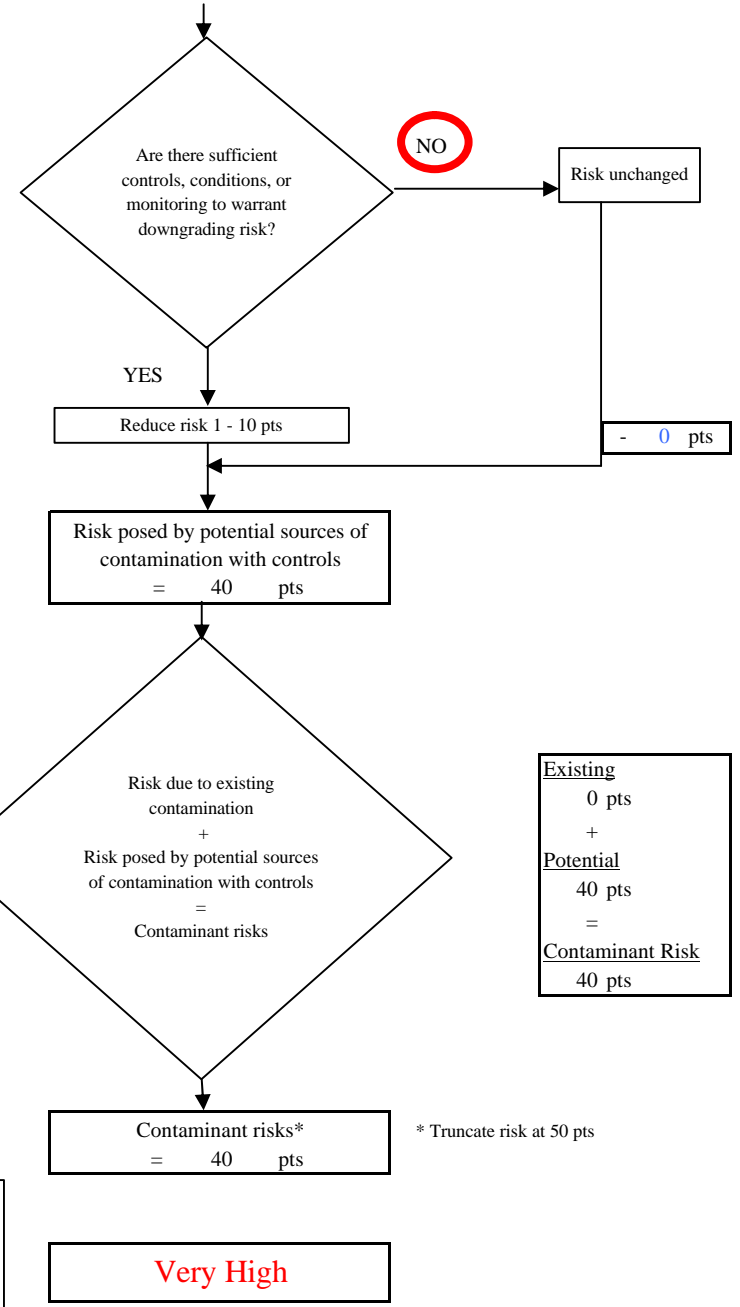 Are there sufficient
controls, conditions, or
monitoring to warrant
downgrading risk?
NO
Risk unchanged
YES
Reduce risk 1 - 10 pts
- 0 pts
Risk posed by potential sources of
contamination with controls
= 40 pts
Risk due to existing
contamination
+
Risk posed by potential sources
of contamination with controls
=
Contaminant risks
Existing
0 pts
+
Potential
40 pts
=
Contaminant Risk
40 pts
Contaminant risks*
= 40 pts
* Truncate risk at 50 pts
Very High